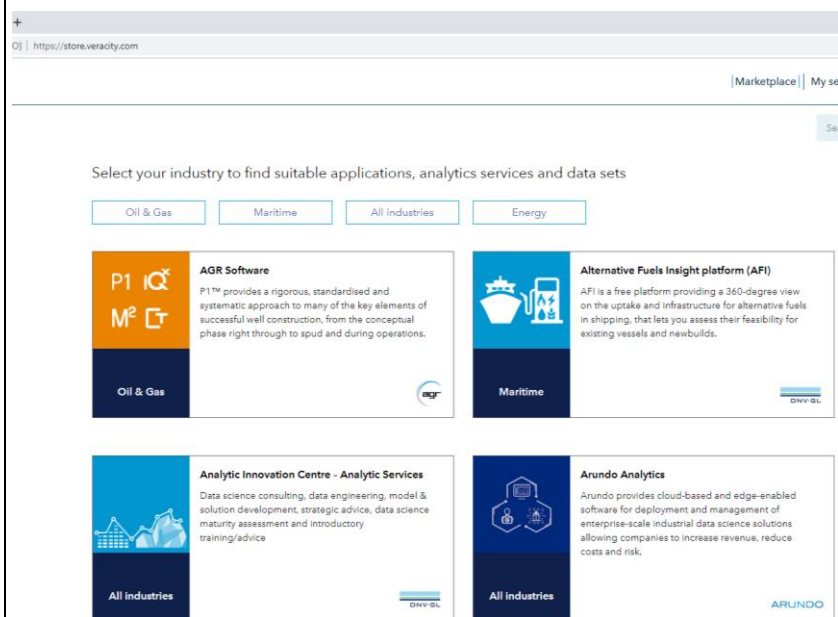 +
O] | https://store.veracity.com
Marketplace
My se
Sea
Select your industry to find suitable applications, analytics services and data sets
Oil & Gas
Maritime
All industries
Energy
P1 iQx
M² CT
Oil & Gas
AGR Software
P1™ provides a rigorous, standardised and
systematic approach to many of the key elements of
successful well construction, from the conceptual
phase right through to spud and during operations.
agr
Maritime
Alternative Fuels Insight platform (AFI)
AFI is a free platform providing a 360-degree view
on the uptake and infrastructure for alternative fuels
in shipping, that lets you assess their feasibility for
existing vessels and newbuilds.
DNV·GL
All industries
Analytic Innovation Centre - Analytic Services
Data science consulting, data engineering, model &
solution development, strategic advice, data science
maturity assessment and introductory
training/advice
DNV·GL
All industries
Arundo Analytics
Arundo provides cloud-based and edge-enabled
software for deployment and management of
enterprise-scale industrial data science solutions
allowing companies to increase revenue, reduce
costs and risk.
ARUNDO